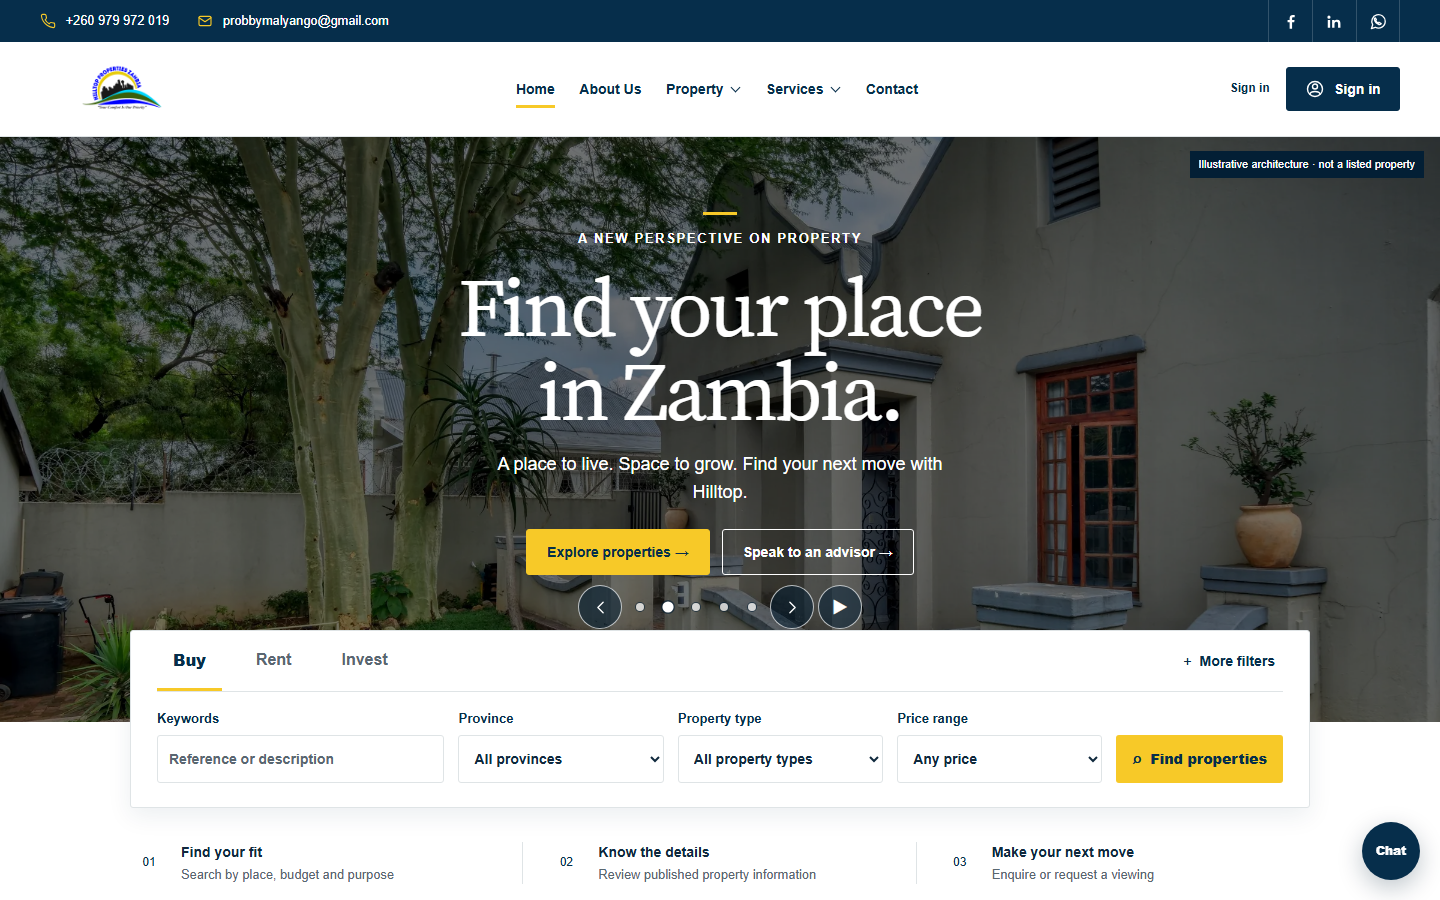 +260 979 972 019
probbymalyango@gmail.com
HILLTOP PROPERTIES ZAMBIA
Home
About Us
Property
Services
Contact
Sign in
Sign in
Illustrative architecture · not a listed property
A NEW PERSPECTIVE ON PROPERTY
Find your place
in Zambia.
A place to live. Space to grow. Find your next move with
Hilltop.
Explore properties →
Speak to an advisor →
Buy
Rent
Invest
+ More filters
Keywords
Province
Property type
Price range
Reference or description
All provinces
All property types
Any price
Find properties
01
Find your fit
Search by place, budget and purpose
02
Know the details
Review published property information
03
Make your next move
Enquire or request a viewing
Chat